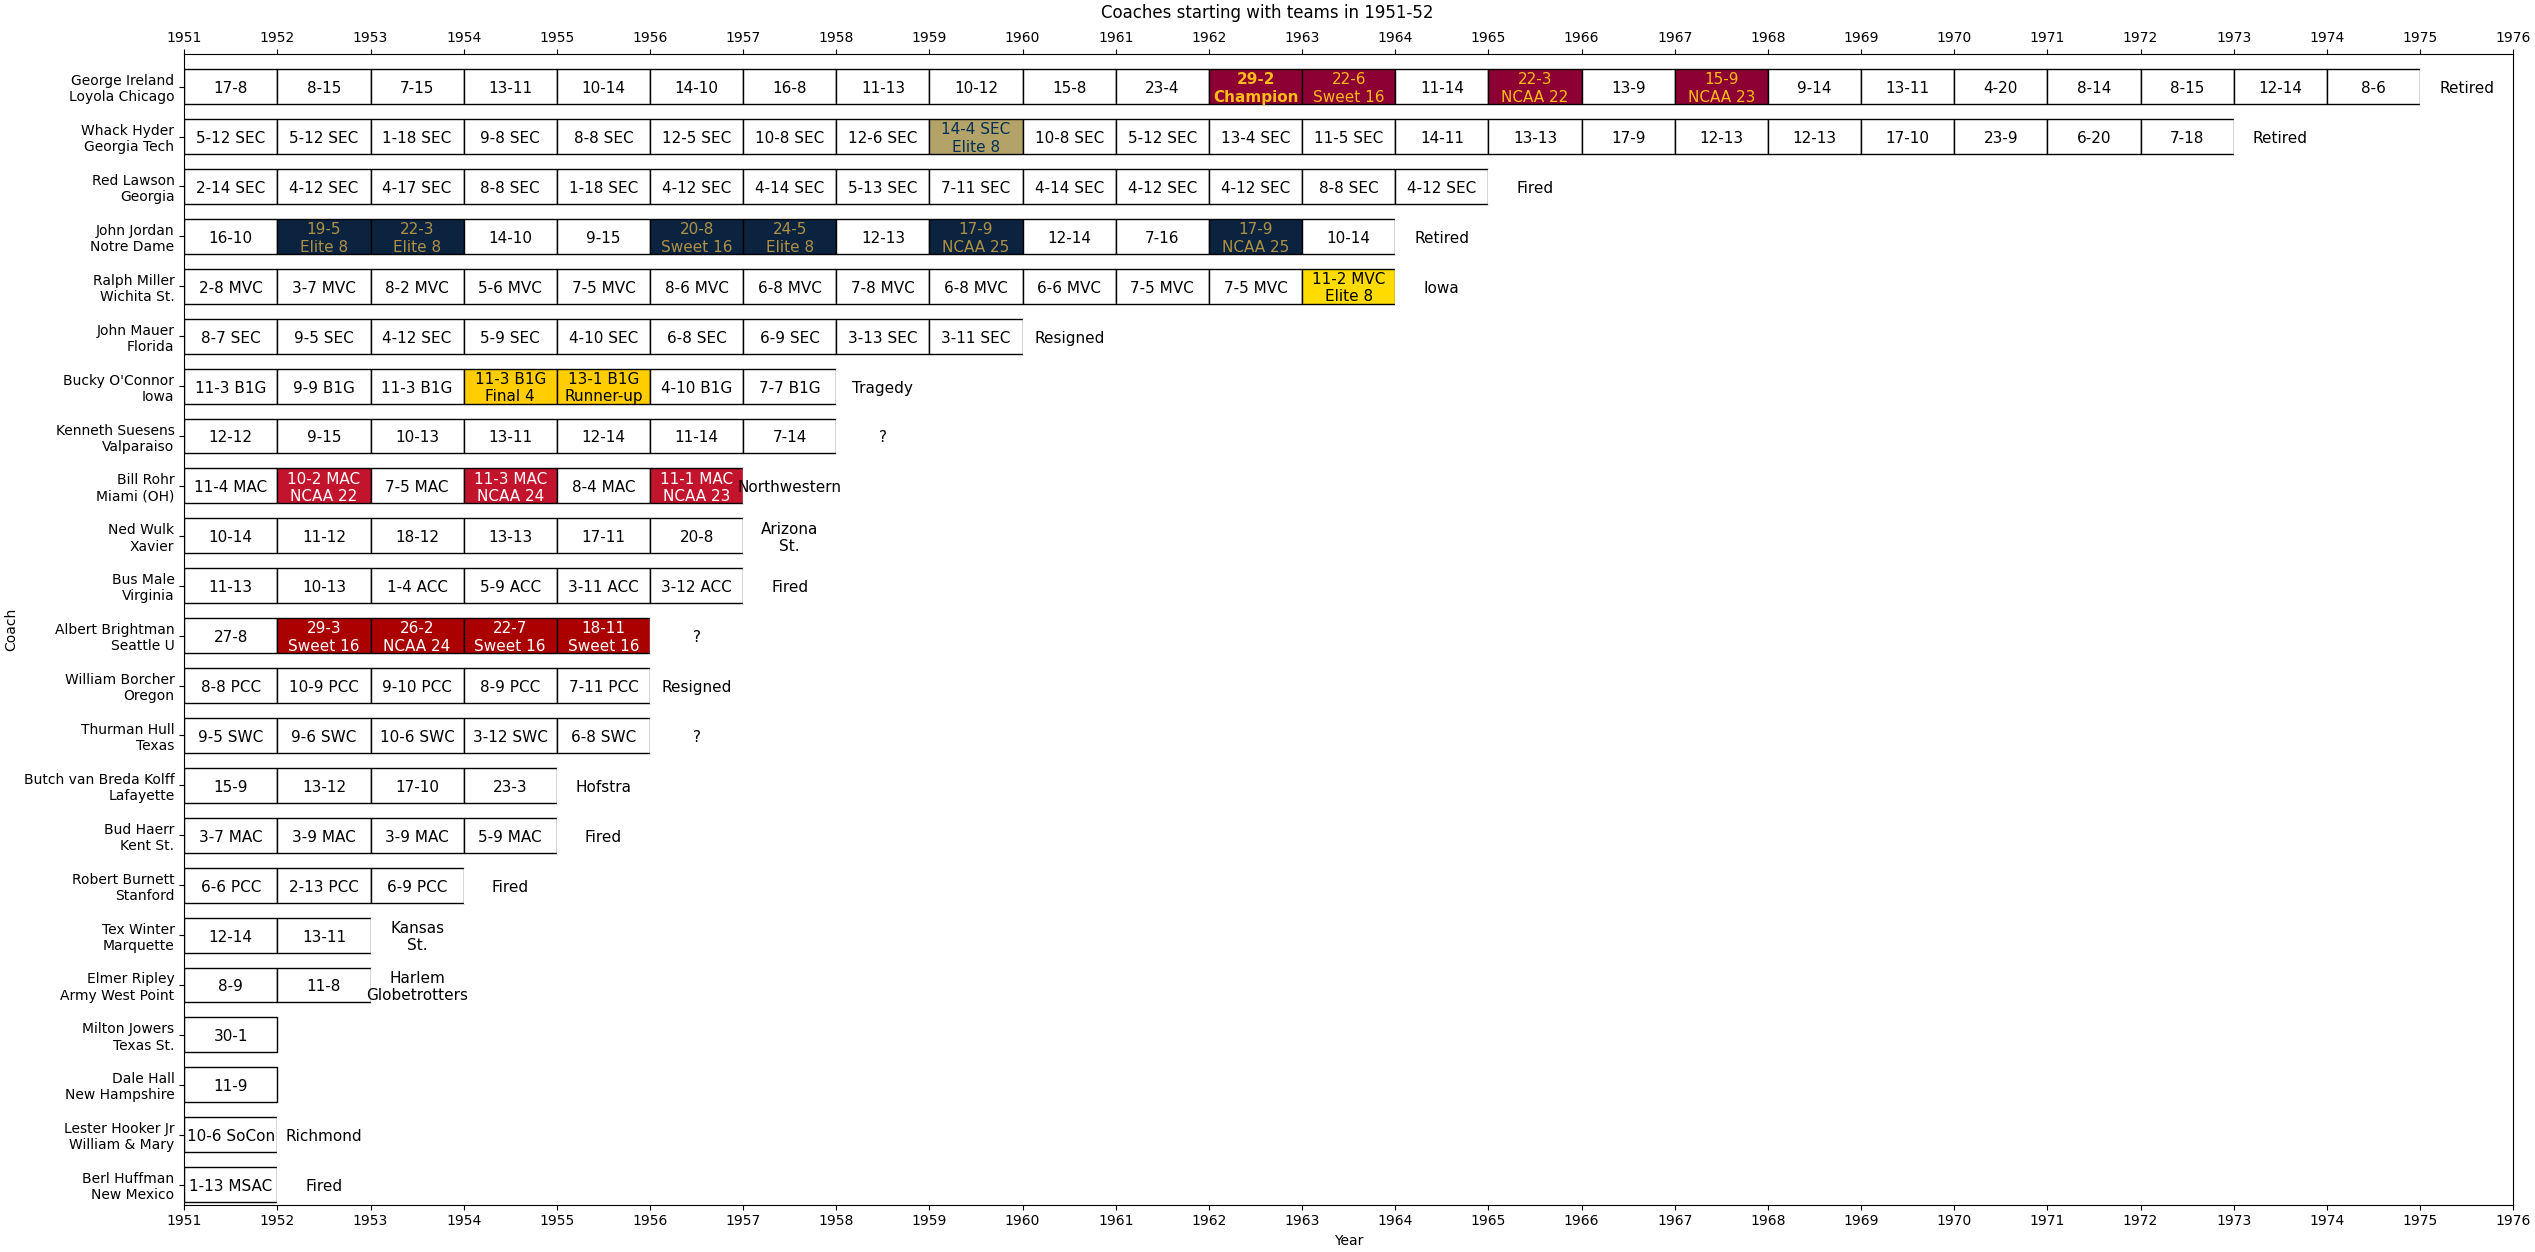 Coaches starting with teams in 1951-52
1951 1952 1953 1954 1955 1956 1957 1958 1959 1960 1961 1962 1963 1964 1965 1966 1967 1968 1969 1970 1971 1972 1973 1974 1975 1976
George Ireland
Loyola Chicago
17-8 8-15 7-15 13-11 10-14 14-10 16-8 11-13 10-12 15-8 23-4 29-2 Champion 22-6 Sweet 16 11-14 22-3 NCAA 22 13-9 15-9 NCAA 23 9-14 13-11 4-20 8-14 8-15 12-14 8-6 Retired
Whack Hyder
Georgia Tech
5-12 SEC 5-12 SEC 1-18 SEC 9-8 SEC 8-8 SEC 12-5 SEC 10-8 SEC 12-6 SEC 14-4 SEC Elite 8 10-8 SEC 5-12 SEC 13-4 SEC 11-5 SEC 14-11 13-13 17-9 12-13 12-13 17-10 23-9 6-20 7-18 Retired
Red Lawson
Georgia
2-14 SEC 4-12 SEC 4-17 SEC 8-8 SEC 1-18 SEC 4-12 SEC 4-14 SEC 5-13 SEC 7-11 SEC 4-14 SEC 4-12 SEC 4-12 SEC 8-8 SEC 4-12 SEC Fired
John Jordan
Notre Dame
16-10 19-5 Elite 8 22-3 Elite 8 14-10 9-15 20-8 Sweet 16 24-5 Elite 8 12-13 17-9 NCAA 25 12-14 7-16 17-9 NCAA 25 10-14 Retired
Ralph Miller
Wichita St.
2-8 MVC 3-7 MVC 8-2 MVC 5-6 MVC 7-5 MVC 8-6 MVC 6-8 MVC 7-8 MVC 6-8 MVC 6-6 MVC 7-5 MVC 7-5 MVC 11-2 MVC Elite 8 Iowa
John Mauer
Florida
8-7 SEC 9-5 SEC 4-12 SEC 5-9 SEC 4-10 SEC 6-8 SEC 6-9 SEC 3-13 SEC 3-11 SEC Resigned
Bucky O'Connor
Iowa
11-3 B1G 9-9 B1G 11-3 B1G 11-3 B1G Final 4 13-1 B1G Runner-up 4-10 B1G 7-7 B1G Tragedy
Kenneth Suesens
Valparaiso
12-12 9-15 10-13 13-11 12-14 11-14 7-14 ?
Bill Rohr
Miami (OH)
11-4 MAC 10-2 MAC NCAA 22 7-5 MAC 11-3 MAC NCAA 24 8-4 MAC 11-1 MAC NCAA 23 Northwestern
Ned Wulk
Xavier
10-14 11-12 18-12 13-13 17-11 20-8 Arizona St.
Bus Male
Virginia
11-13 10-13 1-4 ACC 5-9 ACC 3-11 ACC 3-12 ACC Fired
Albert Brightman
Seattle U
27-8 29-3 Sweet 16 26-2 NCAA 24 22-7 Sweet 16 18-11 Sweet 16 ?
William Borcher
Oregon
8-8 PCC 10-9 PCC 9-10 PCC 8-9 PCC 7-11 PCC Resigned
Thurman Hull
Texas
9-5 SWC 9-6 SWC 10-6 SWC 3-12 SWC 6-8 SWC ?
Butch van Breda Kolff
Lafayette
15-9 13-12 17-10 23-3 Hofstra
Bud Haerr
Kent St.
3-7 MAC 3-9 MAC 3-9 MAC 5-9 MAC Fired
Robert Burnett
Stanford
6-6 PCC 2-13 PCC 6-9 PCC Fired
Tex Winter
Marquette
12-14 13-11 Kansas St.
Elmer Ripley
Army West Point
8-9 11-8 Harlem Globetrotters
Milton Jowers
Texas St.
30-1
Dale Hall
New Hampshire
11-9
Lester Hooker Jr
William & Mary
10-6 SoCon Richmond
Berl Huffman
New Mexico
1-13 MSAC Fired
Coach
1951 1952 1953 1954 1955 1956 1957 1958 1959 1960 1961 1962 1963 1964 1965 1966 1967 1968 1969 1970 1971 1972 1973 1974 1975 1976
Year